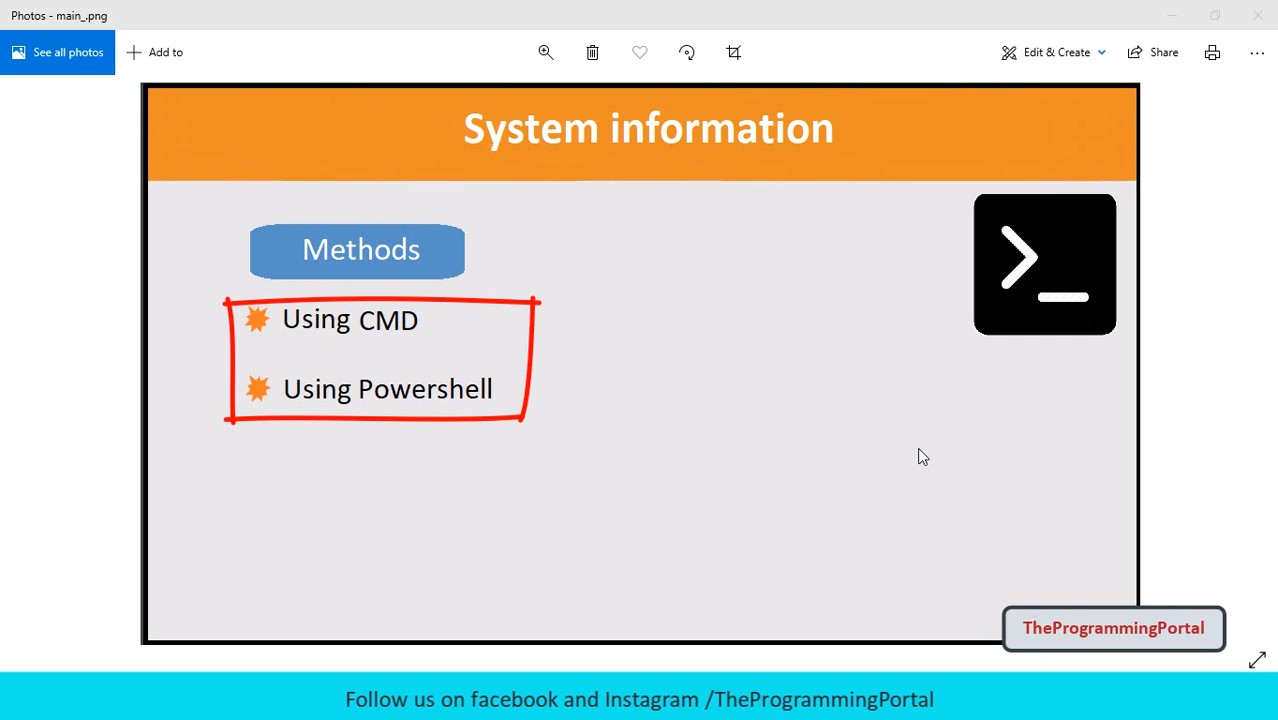 Photos - main_.png
See all photos
Add to
Edit & Create
Share
System information
Methods
Using CMD
Using Powershell
TheProgrammingPortal
Follow us on facebook and Instagram /TheProgrammingPortal